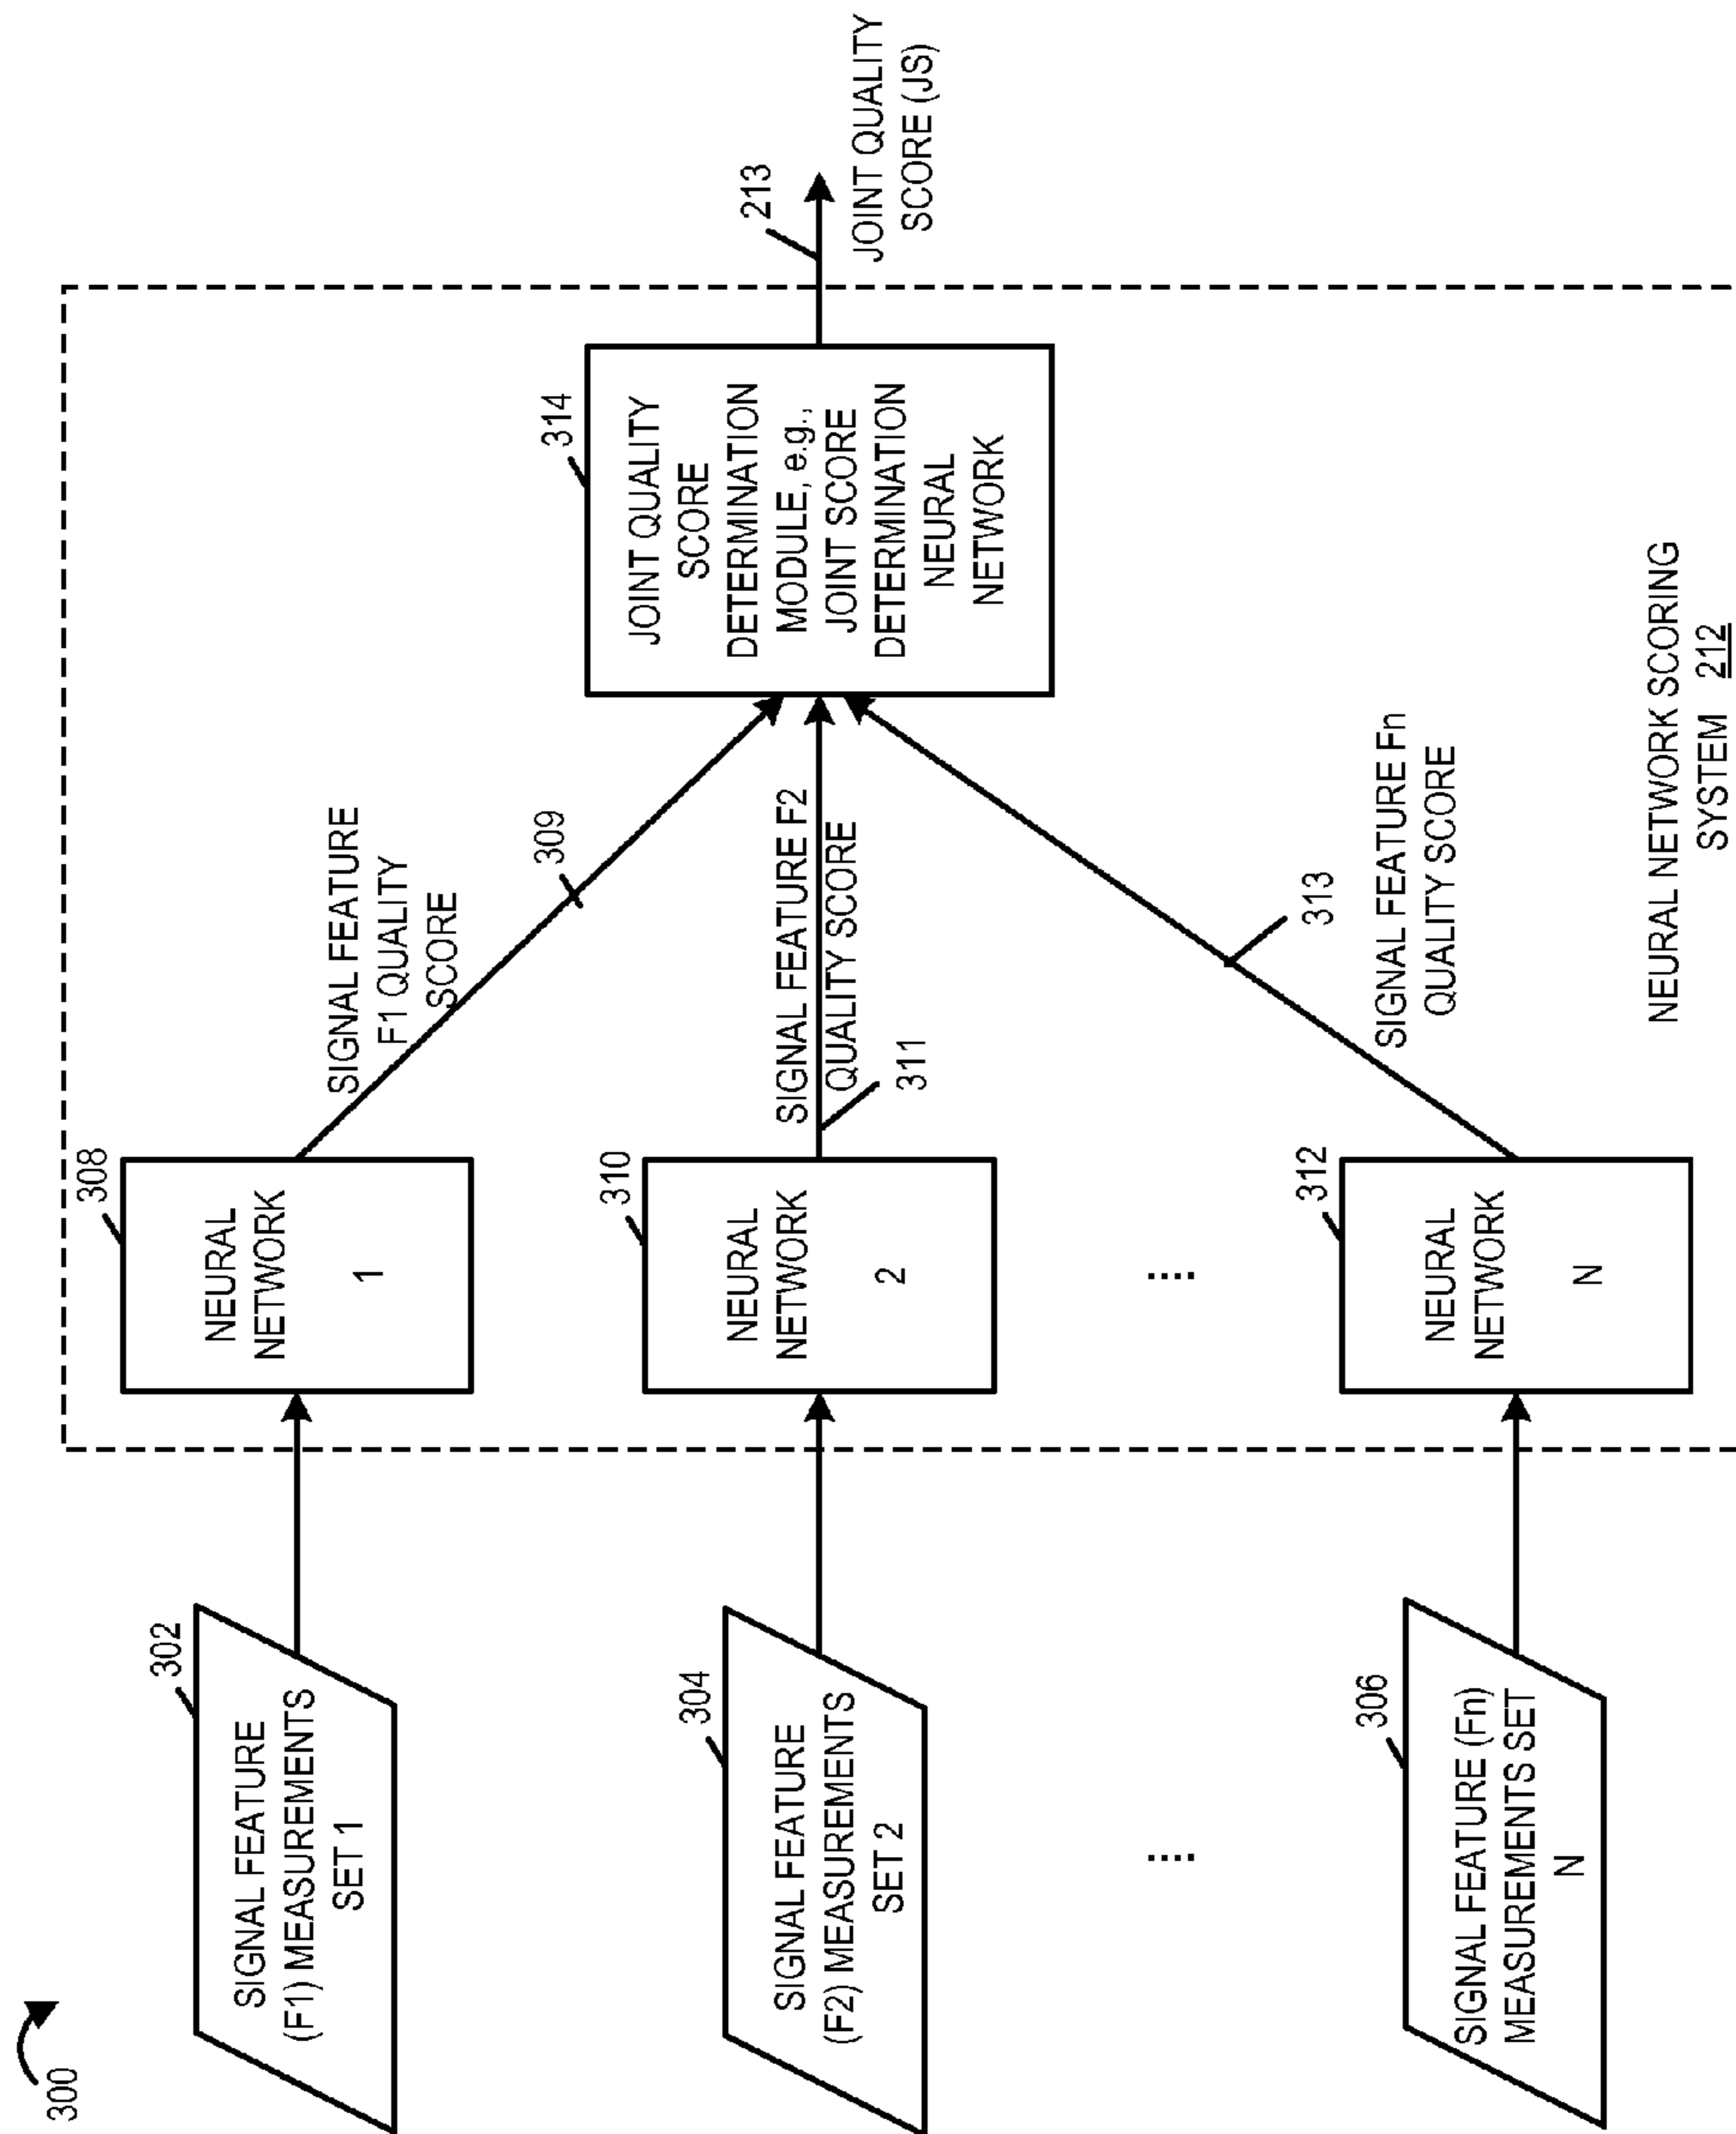 300
302
SIGNAL FEATURE
(F1) MEASUREMENTS
SET 1
304
SIGNAL FEATURE
(F2) MEASUREMENTS
SET 2
....
306
SIGNAL FEATURE (Fn)
MEASUREMENTS SET
N
308
NEURAL
NETWORK
1
310
NEURAL
NETWORK
2
....
312
NEURAL
NETWORK
N
SIGNAL FEATURE
F1 QUALITY
SCORE
309
SIGNAL FEATURE F2
QUALITY SCORE
311
313
SIGNAL FEATURE Fn
QUALITY SCORE
314
JOINT QUALITY
SCORE
DETERMINATION
MODULE, e.g.,
JOINT SCORE
DETERMINATION
NEURAL
NETWORK
NEURAL NETWORK SCORING
SYSTEM 212
213
JOINT QUALITY
SCORE (JS)